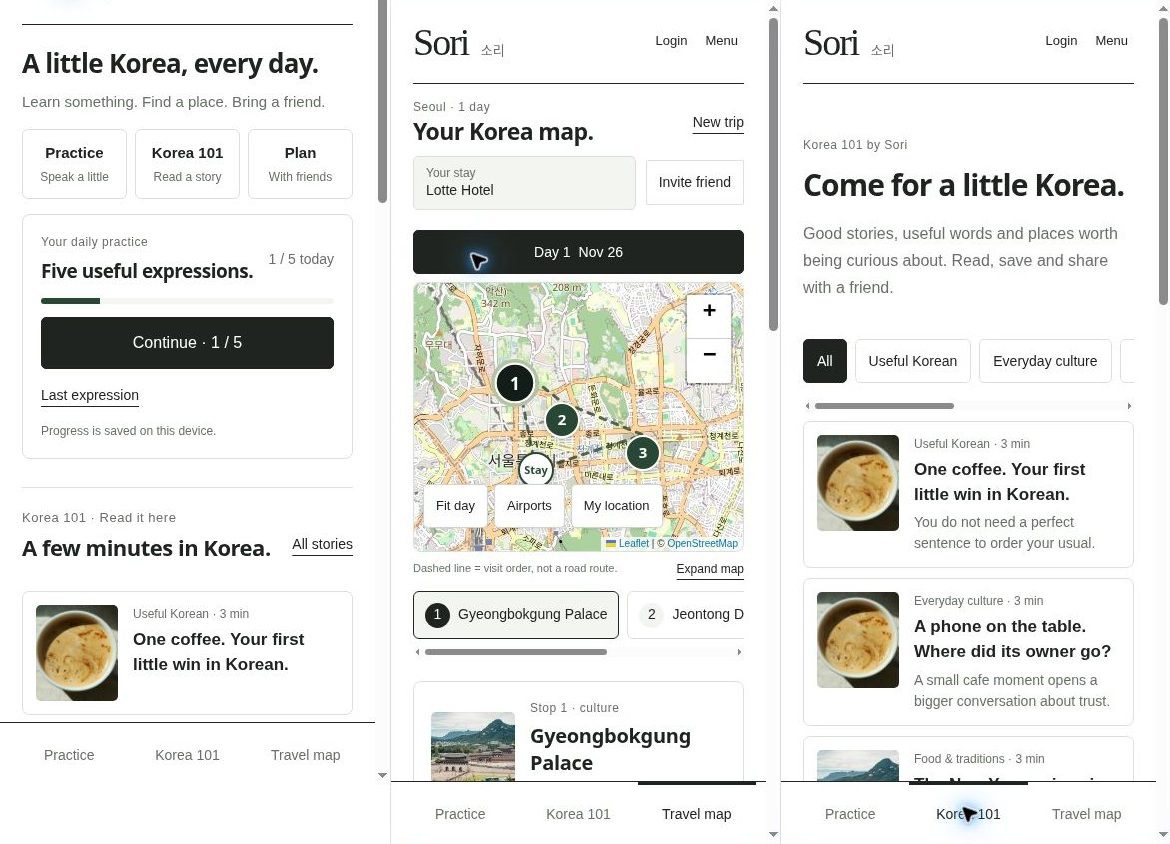 A little Korea, every day.
Learn something. Find a place. Bring a friend.
Practice
Speak a little
Korea 101
Read a story
Plan
With friends
Your daily practice
Five useful expressions.
1 / 5 today
Continue · 1 / 5
Last expression
Progress is saved on this device.
Korea 101 · Read it here
A few minutes in Korea.
All stories
Useful Korean · 3 min
One coffee. Your first
little win in Korean.
Practice
Korea 101
Travel map
Sori 소리
Login
Menu
Seoul · 1 day
Your Korea map.
New trip
Your stay
Lotte Hotel
Invite friend
Day 1 Nov 26
342 m
208 m
+
−
1
2
3
Stay
Fit day
Airports
My location
Leaflet | © OpenStreetMap
Dashed line = visit order, not a road route.
Expand map
1 Gyeongbokgung Palace
2 Jeontong D
Stop 1 · culture
Gyeongbokgung
Palace
Practice
Korea 101
Travel map
Sori 소리
Login
Menu
Korea 101 by Sori
Come for a little Korea.
Good stories, useful words and places worth
being curious about. Read, save and share
with a friend.
All
Useful Korean
Everyday culture
Useful Korean · 3 min
One coffee. Your first
little win in Korean.
You do not need a perfect
sentence to order your usual.
Everyday culture · 3 min
A phone on the table.
Where did its owner go?
A small cafe moment opens a
bigger conversation about trust.
Food & traditions · 3 min
Practice
Korea 101
Travel map